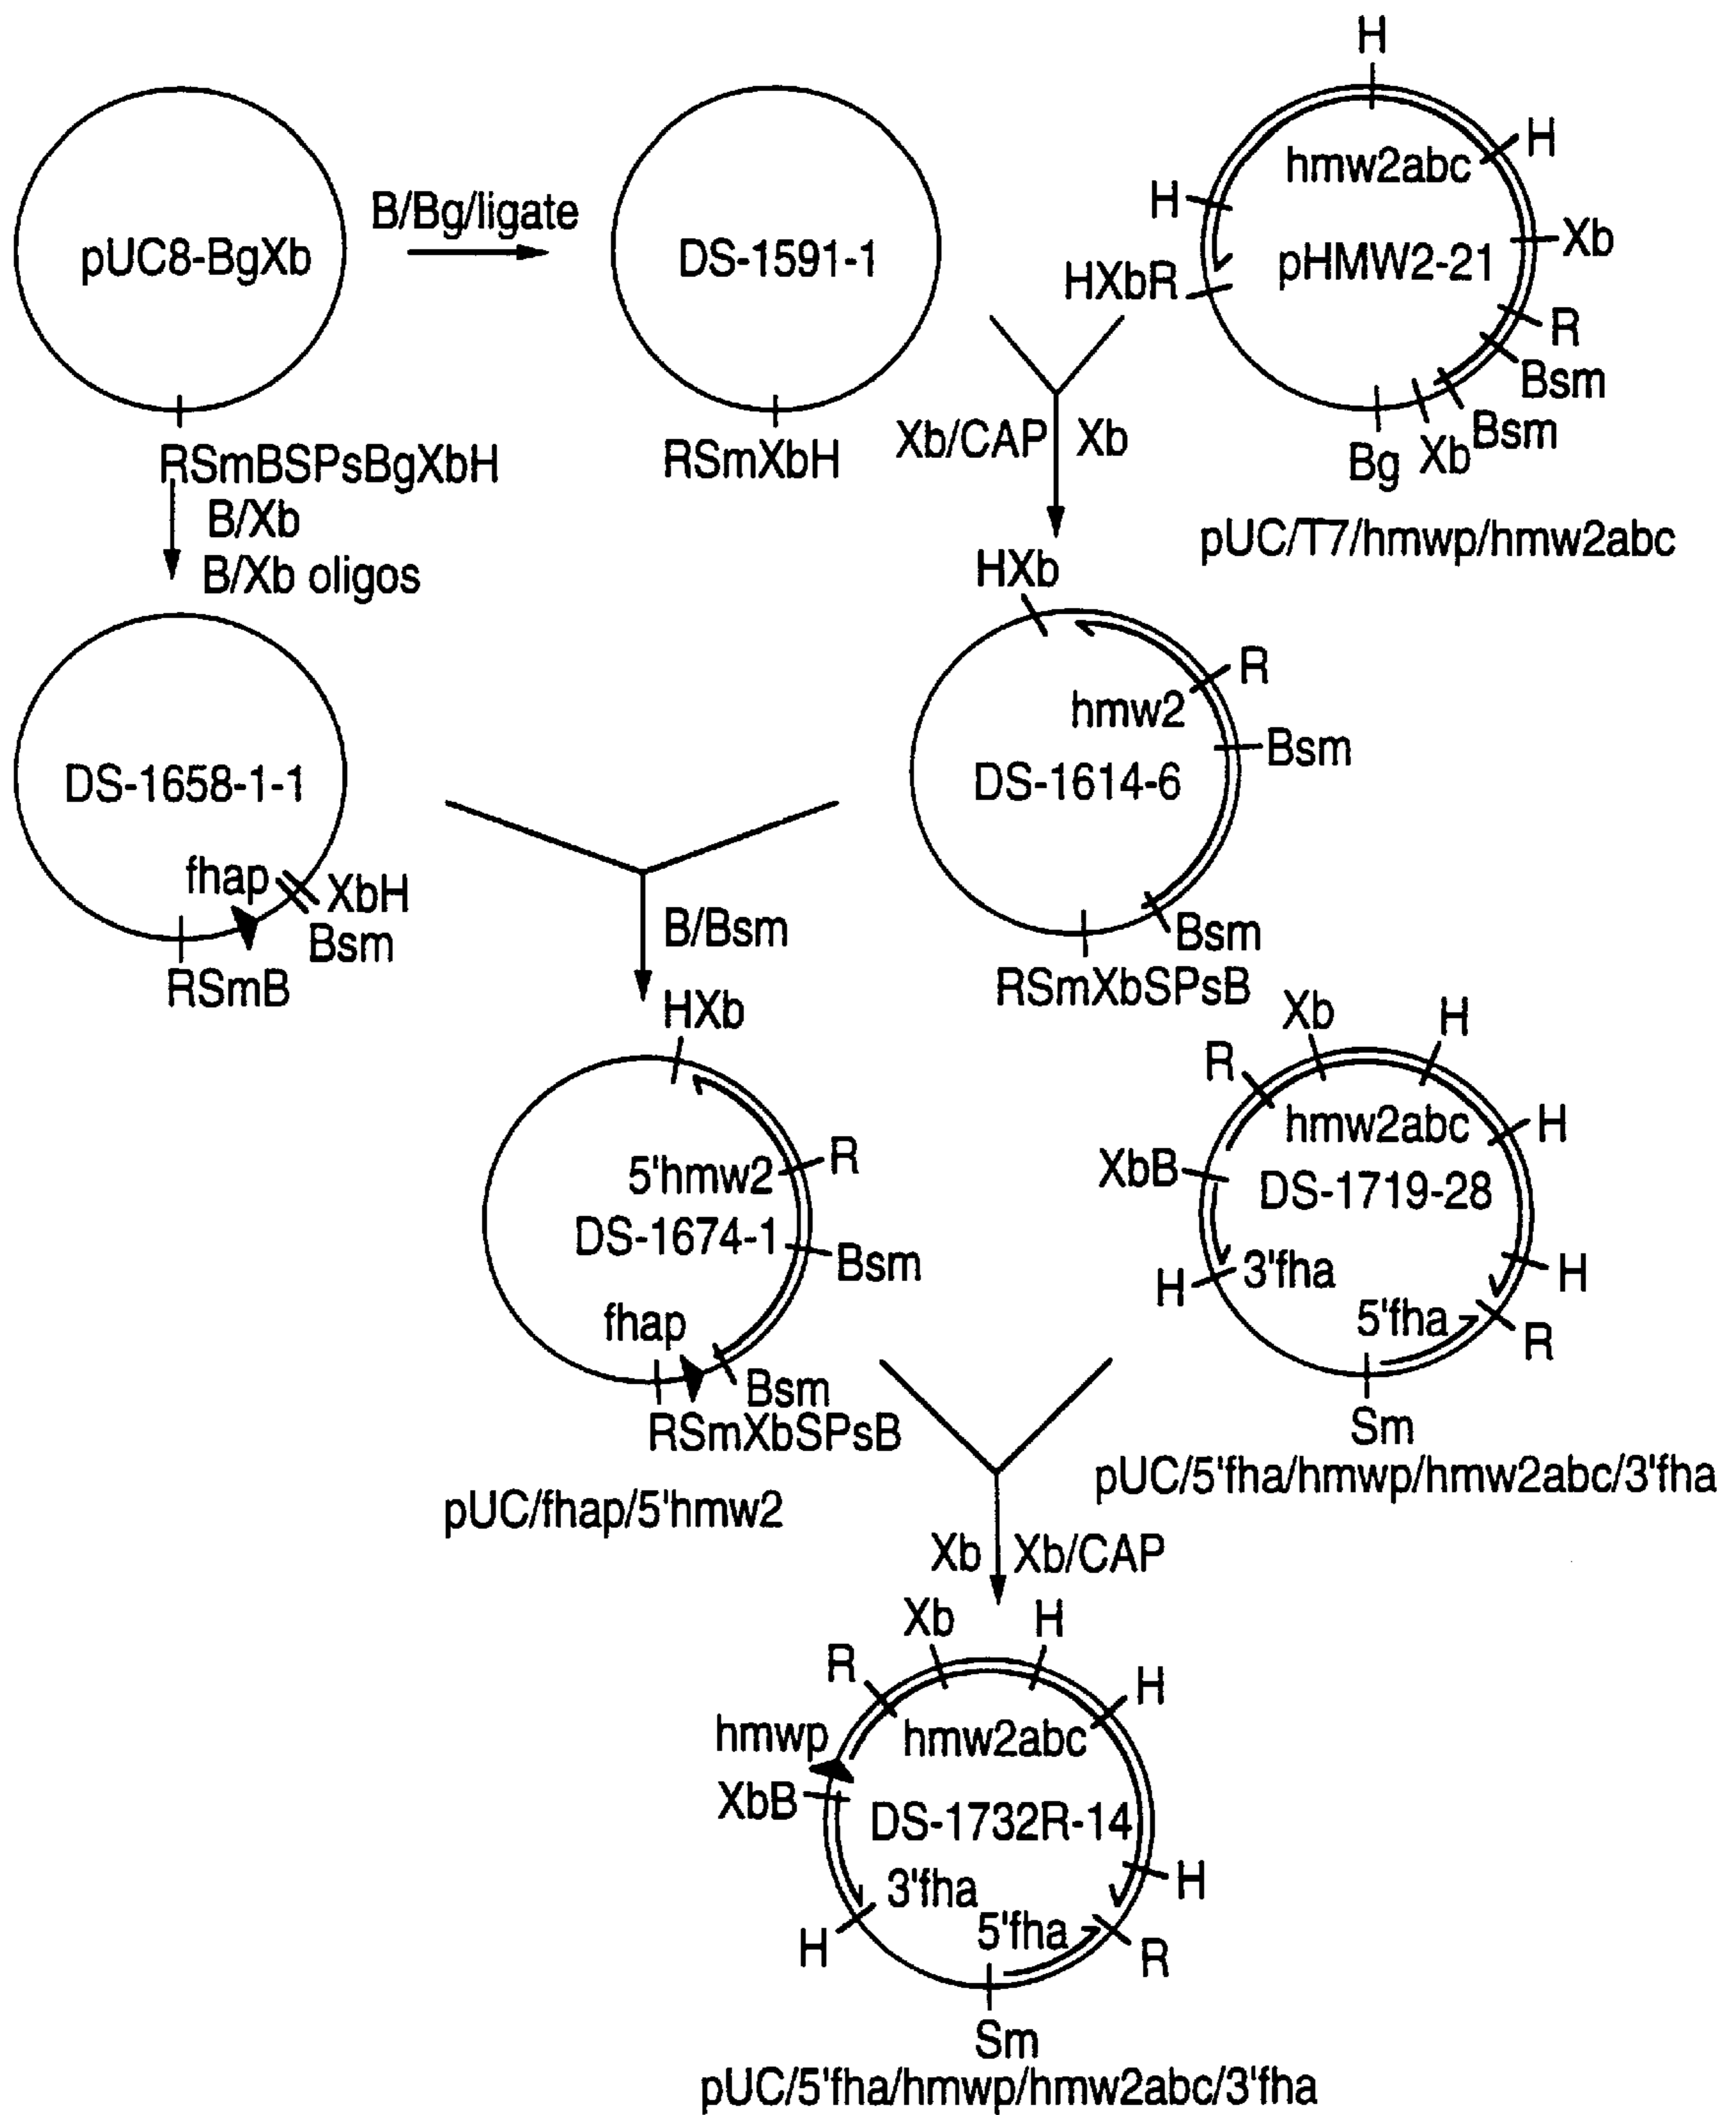 H
H
hmw2abc
H
Xb
pHMW2-21
HXbR
R
Bsm
Bsm
Xb
Bg
pUC/T7/hmwp/hmw2abc
pUC8-BgXb
B/Bg/ligate
DS-1591-1
RSmBSPsBgXbH
RSmXbH
Xb/CAP
Xb
B/Xb
B/Xb oligos
HXb
R
hmw2
Bsm
DS-1614-6
Bsm
RSmXbSPsB
DS-1658-1-1
fhap
XbH
Bsm
RSmB
B/Bsm
HXb
R
5'hmw2
DS-1674-1
Bsm
fhap
Bsm
RSmXbSPsB
pUC/fhap/5'hmw2
Xb
H
R
hmw2abc
H
XbB
DS-1719-28
H
3'fha
H
5'fha
R
Sm
pUC/5'fha/hmwp/hmw2abc/3'fha
Xb
Xb/CAP
Xb
H
R
H
hmwp
hmw2abc
XbB
DS-1732R-14
H
3'fha
5'fha
H
R
Sm
pUC/5'fha/hmwp/hmw2abc/3'fha